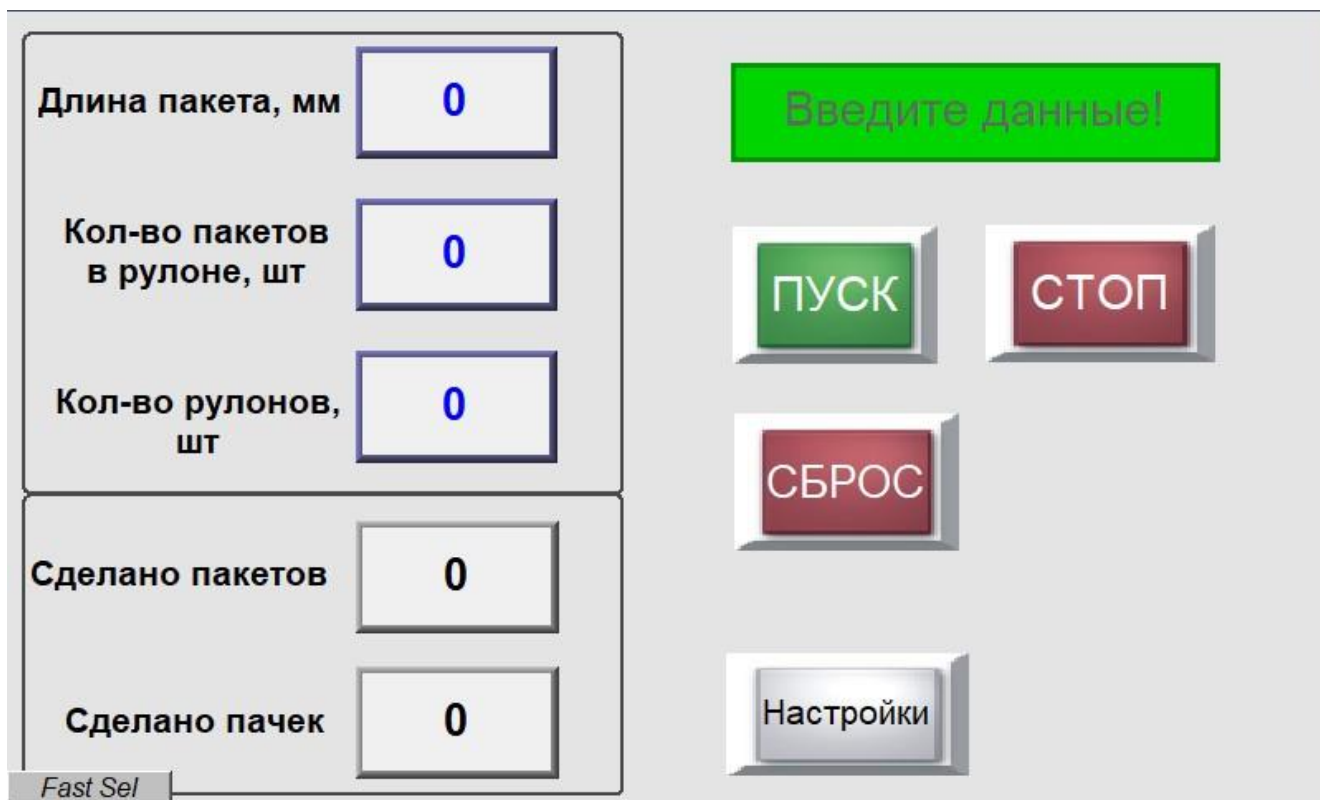 Длина пакета, мм
0
Кол-во пакетов
в рулоне, шт
0
Кол-во рулонов,
шт
0
Сделано пакетов
0
Сделано пачек
0
Fast Sel
Введите данные!
ПУСК
СТОП
СБРОС
Настройки